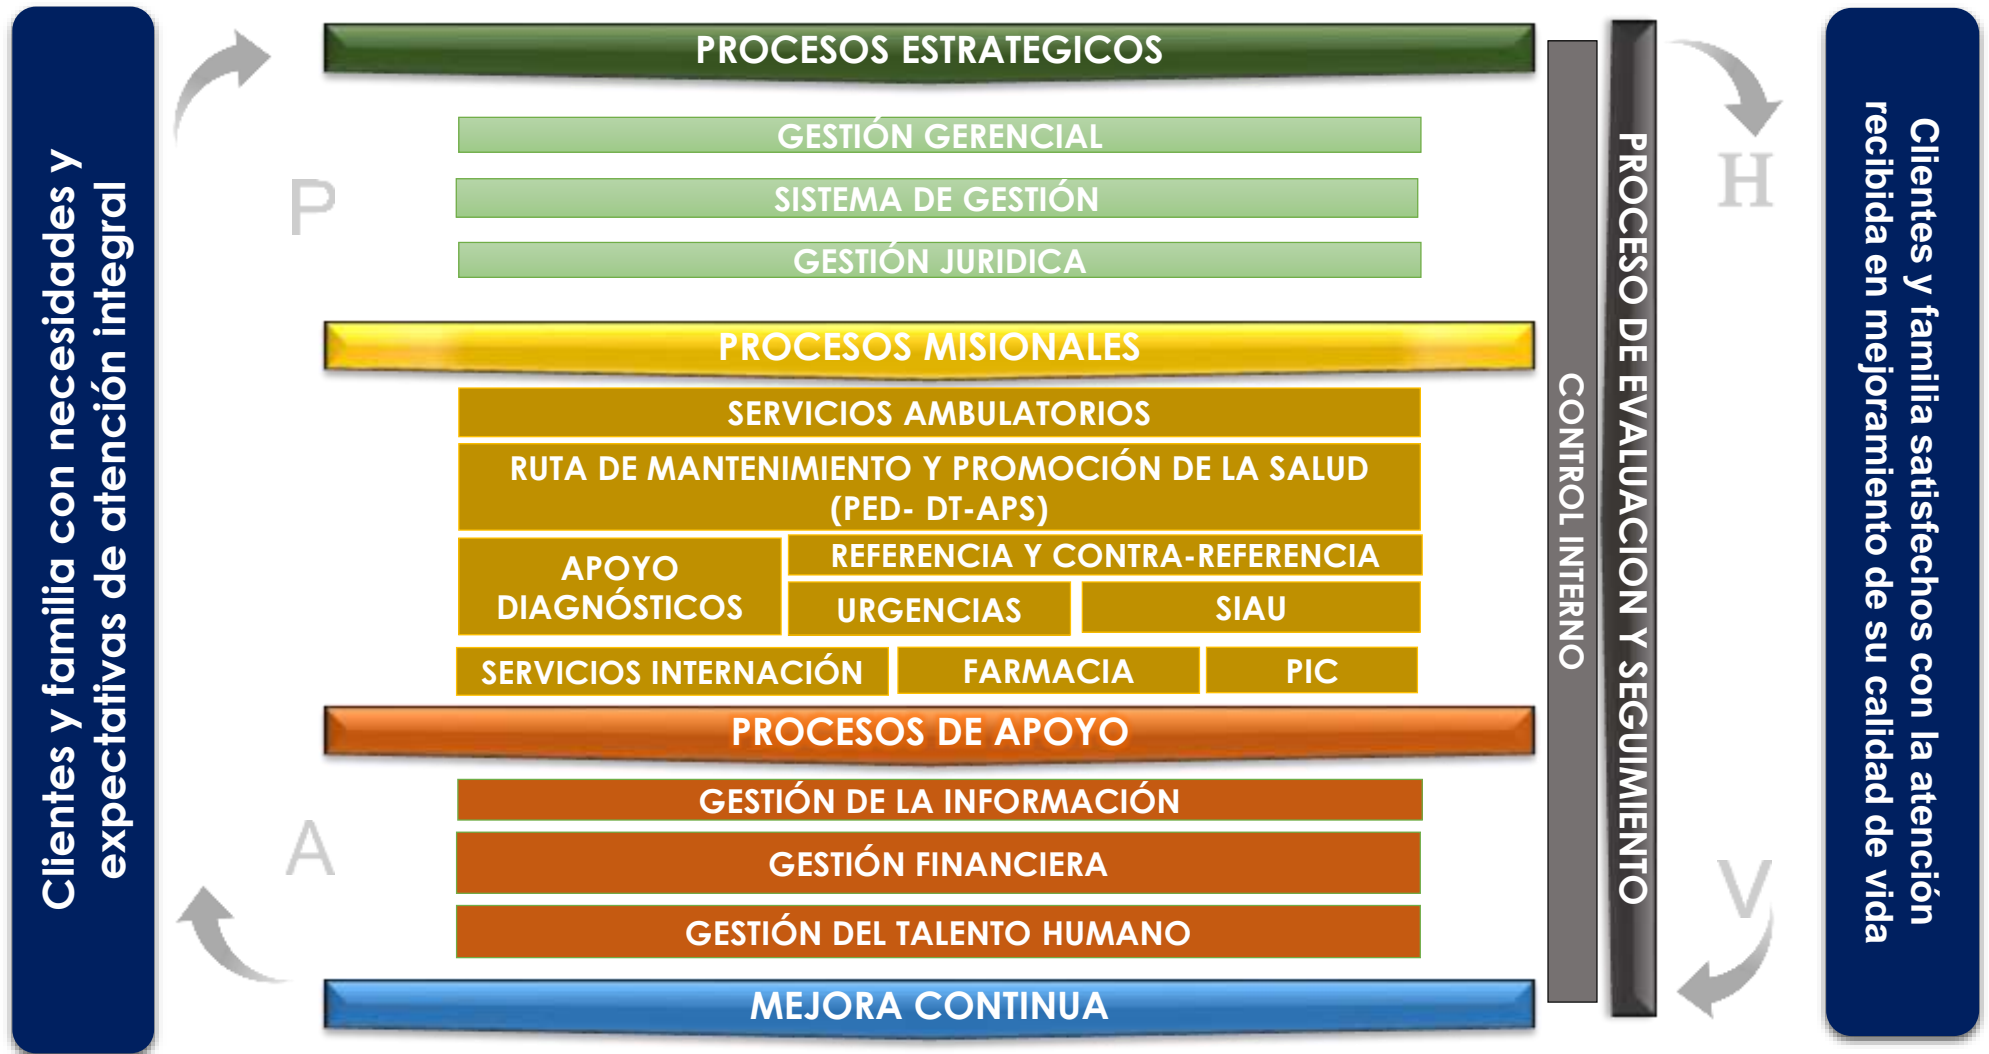 Clientes y familia con necesidades y
expectativas de atención integral
P
A
PROCESOS ESTRATEGICOS
GESTIÓN GERENCIAL
SISTEMA DE GESTIÓN
GESTIÓN JURIDICA
PROCESOS MISIONALES
SERVICIOS AMBULATORIOS
RUTA DE MANTENIMIENTO Y PROMOCIÓN DE LA SALUD
(PED- DT-APS)
APOYO
DIAGNÓSTICOS
REFERENCIA Y CONTRA-REFERENCIA
URGENCIAS
SIAU
SERVICIOS INTERNACIÓN
FARMACIA
PIC
PROCESOS DE APOYO
GESTIÓN DE LA INFORMACIÓN
GESTIÓN FINANCIERA
GESTIÓN DEL TALENTO HUMANO
MEJORA CONTINUA
CONTROL INTERNO
PROCESO DE EVALUACION Y SEGUIMIENTO
H
V
Clientes y familia satisfechos con la atención
recibida en mejoramiento de su calidad de vida